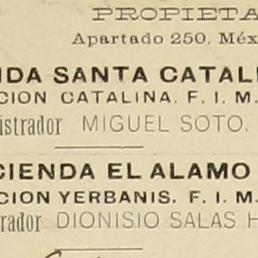 PROPIETA
Apartado 250. Méx
NDA SANTA CATALI
CION CATALINA. F. I. M.
istrador MIGUEL SOTO.
CIENDA EL ALAMO
CION YERBANIS. F. I. M.
rador DIONISIO SALAS H